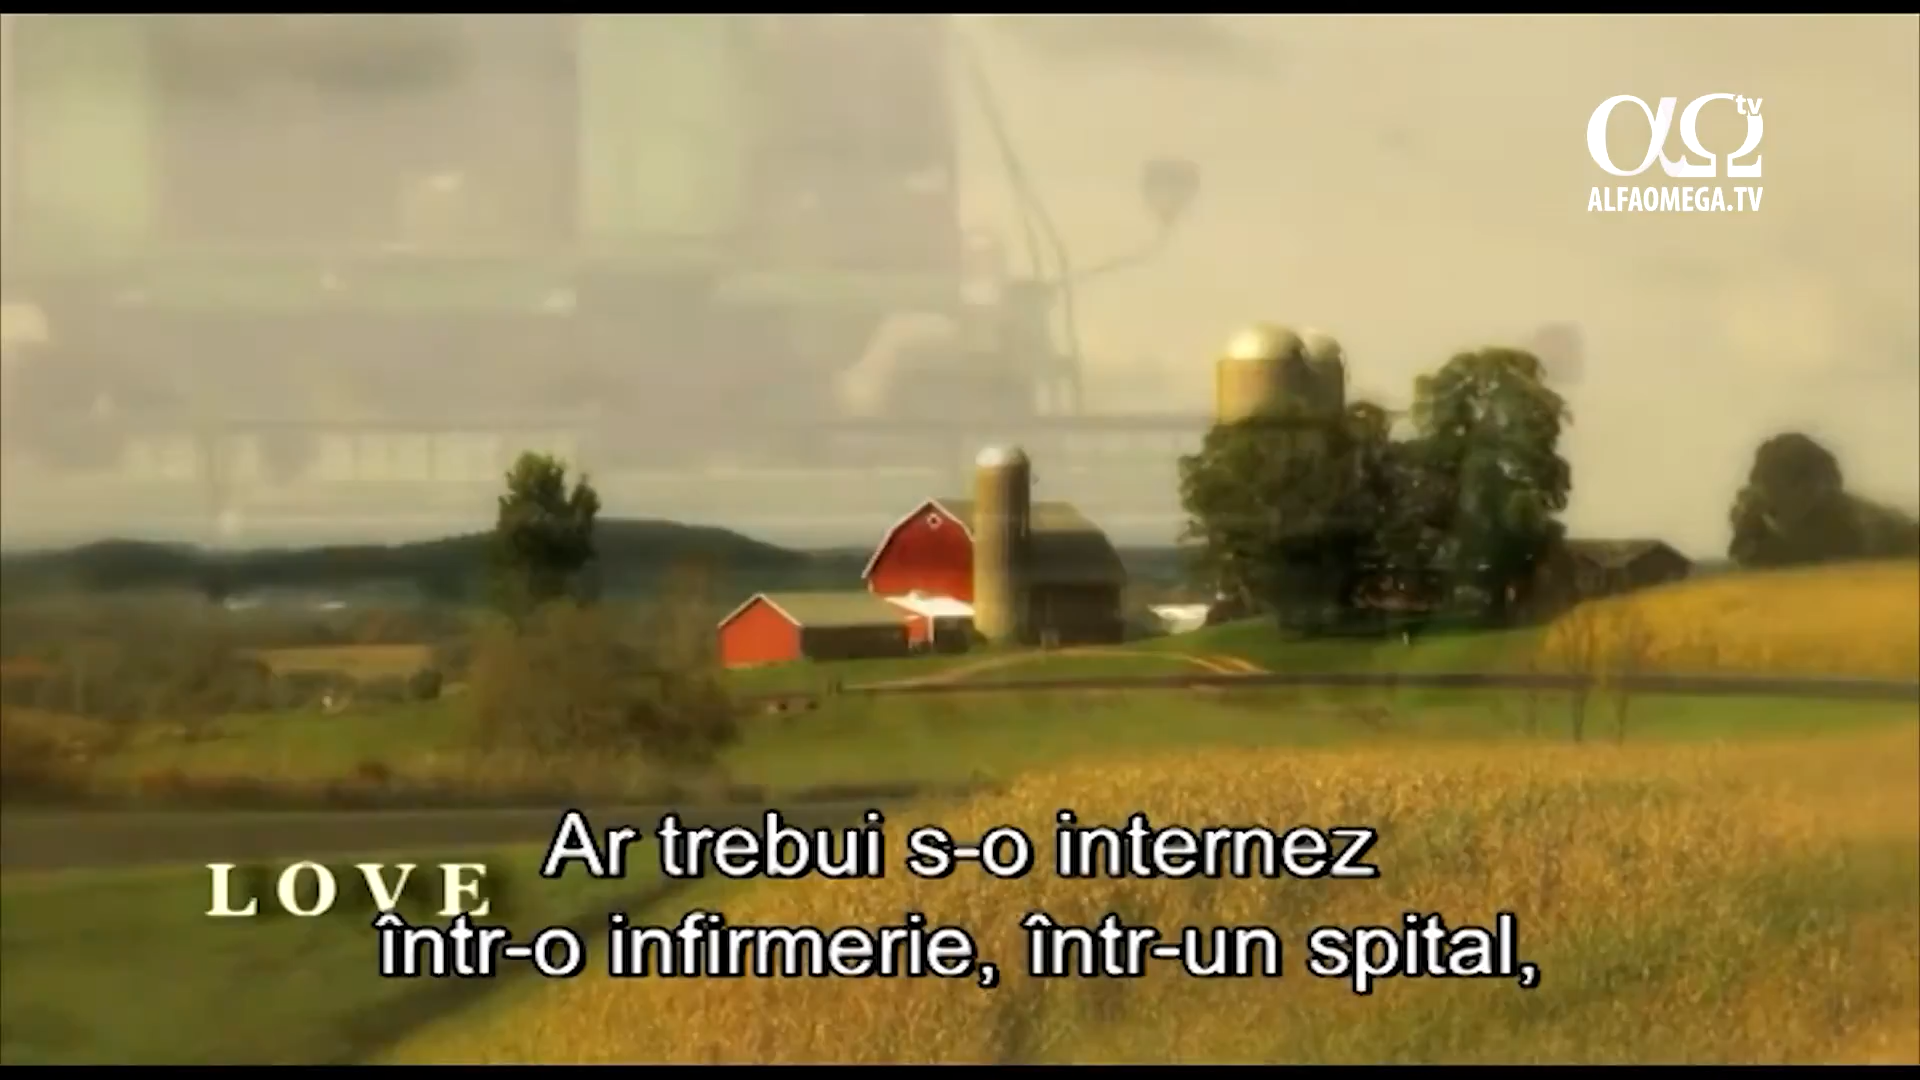 αΩ tv
ALFAOMEGA.TV
Ar trebui s-o internez
LOVE
într-o infirmerie, într-un spital,